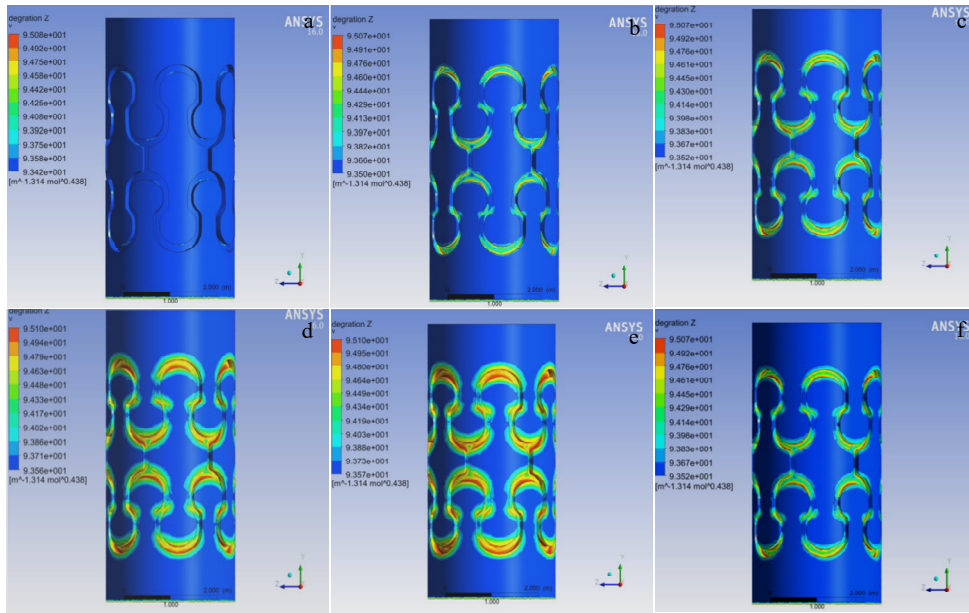 degration Z
v
9.508e+001
9.492e+001
9.475e+001
9.458e+001
9.442e+001
9.425e+001
9.408e+001
9.392e+001
9.375e+001
9.358e+001
9.342e+001
[m^-1.314 mol^0.438]
ANSYS
16.0
a
Y
Z
0
2.000 (m)
1.000
degration Z
v
9.507e+001
9.491e+001
9.476e+001
9.460e+001
9.444e+001
9.429e+001
9.413e+001
9.397e+001
9.382e+001
9.366e+001
9.350e+001
[m^-1.314 mol^0.438]
ANSYS
b
Y
Z
0
2.000 (m)
1.000
degration Z
v
9.507e+001
9.492e+001
9.476e+001
9.461e+001
9.445e+001
9.430e+001
9.414e+001
9.398e+001
9.383e+001
9.367e+001
9.352e+001
[m^-1.314 mol^0.438]
ANSYS
c
Y
Z
0
2.000 (m)
1.000
degration Z
v
9.510e+001
9.494e+001
9.479e+001
9.463e+001
9.448e+001
9.433e+001
9.417e+001
9.402e+001
9.386e+001
9.371e+001
9.356e+001
[m^-1.314 mol^0.438]
ANSYS
d
Y
Z
0
2.000 (m)
1.000
degration Z
v
9.510e+001
9.495e+001
9.480e+001
9.464e+001
9.449e+001
9.434e+001
9.419e+001
9.403e+001
9.388e+001
9.373e+001
9.357e+001
[m^-1.314 mol^0.438]
ANSYS
e
Y
Z
0
2.000 (m)
1.000
degration Z
v
9.507e+001
9.492e+001
9.476e+001
9.461e+001
9.445e+001
9.429e+001
9.414e+001
9.398e+001
9.383e+001
9.367e+001
9.352e+001
[m^-1.314 mol^0.438]
ANSYS
f
Y
Z
0
2.000 (m)
1.000